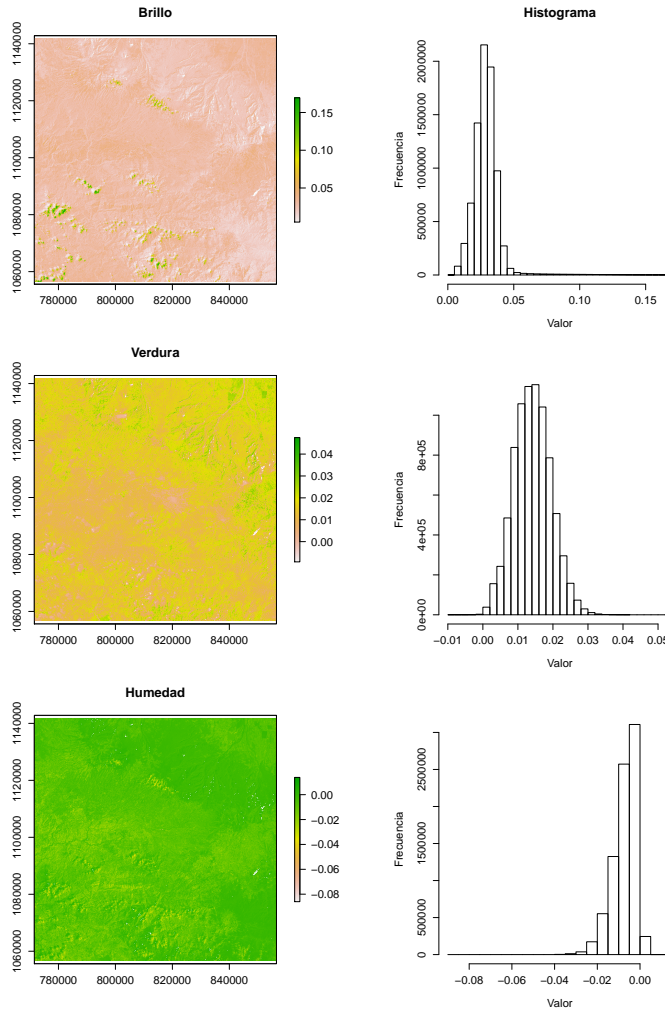 Brillo
1060000 1080000 1100000 1120000 1140000
780000 800000 820000 840000
0.15
0.10
0.05
Histograma
Frecuencia
0 500000 1000000 1500000 2000000
0.00 0.05 0.10 0.15
Valor
Verdura
1060000 1080000 1100000 1120000 1140000
780000 800000 820000 840000
0.04
0.03
0.02
0.01
0.00
Frecuencia
0e+00 4e+05 8e+05
−0.01 0.00 0.01 0.02 0.03 0.04 0.05
Valor
Humedad
1060000 1080000 1100000 1120000 1140000
780000 800000 820000 840000
0.00
−0.02
−0.04
−0.06
−0.08
Frecuencia
0 500000 1500000 2500000
−0.08 −0.06 −0.04 −0.02 0.00
Valor